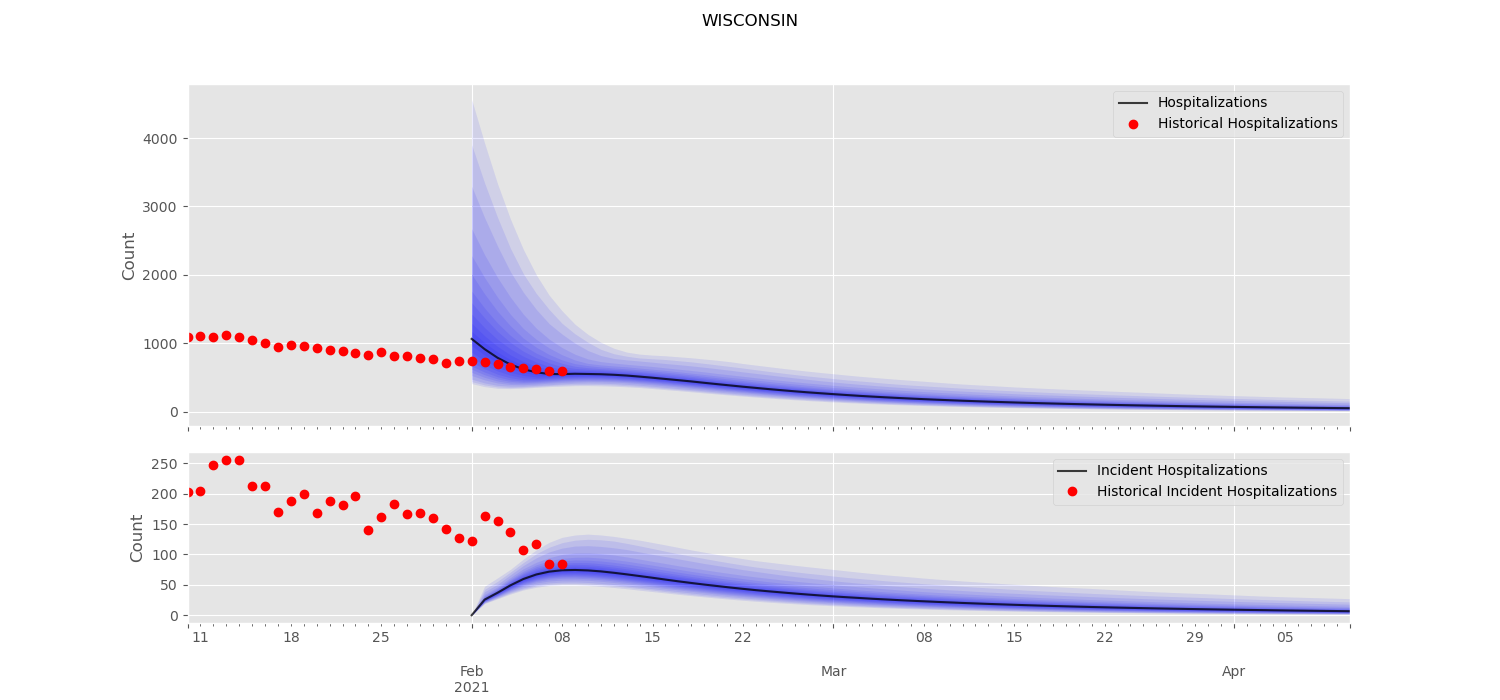 WISCONSIN
Hospitalizations
Historical Hospitalizations
4000
3000
2000
1000
0
Count
Incident Hospitalizations
Historical Incident Hospitalizations
250
200
150
100
50
0
Count
11 18 25 08 15 22 08 15 22 29 05
Feb Mar Apr
2021